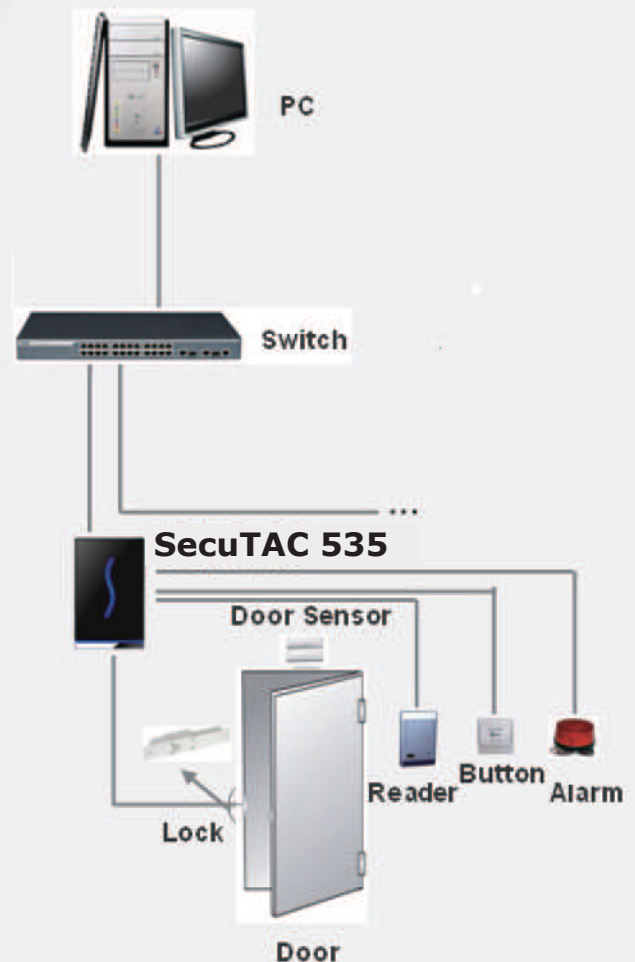 PC
Switch
...
SecuTAC 535
Door Sensor
Reader
Button
Alarm
Lock
Door